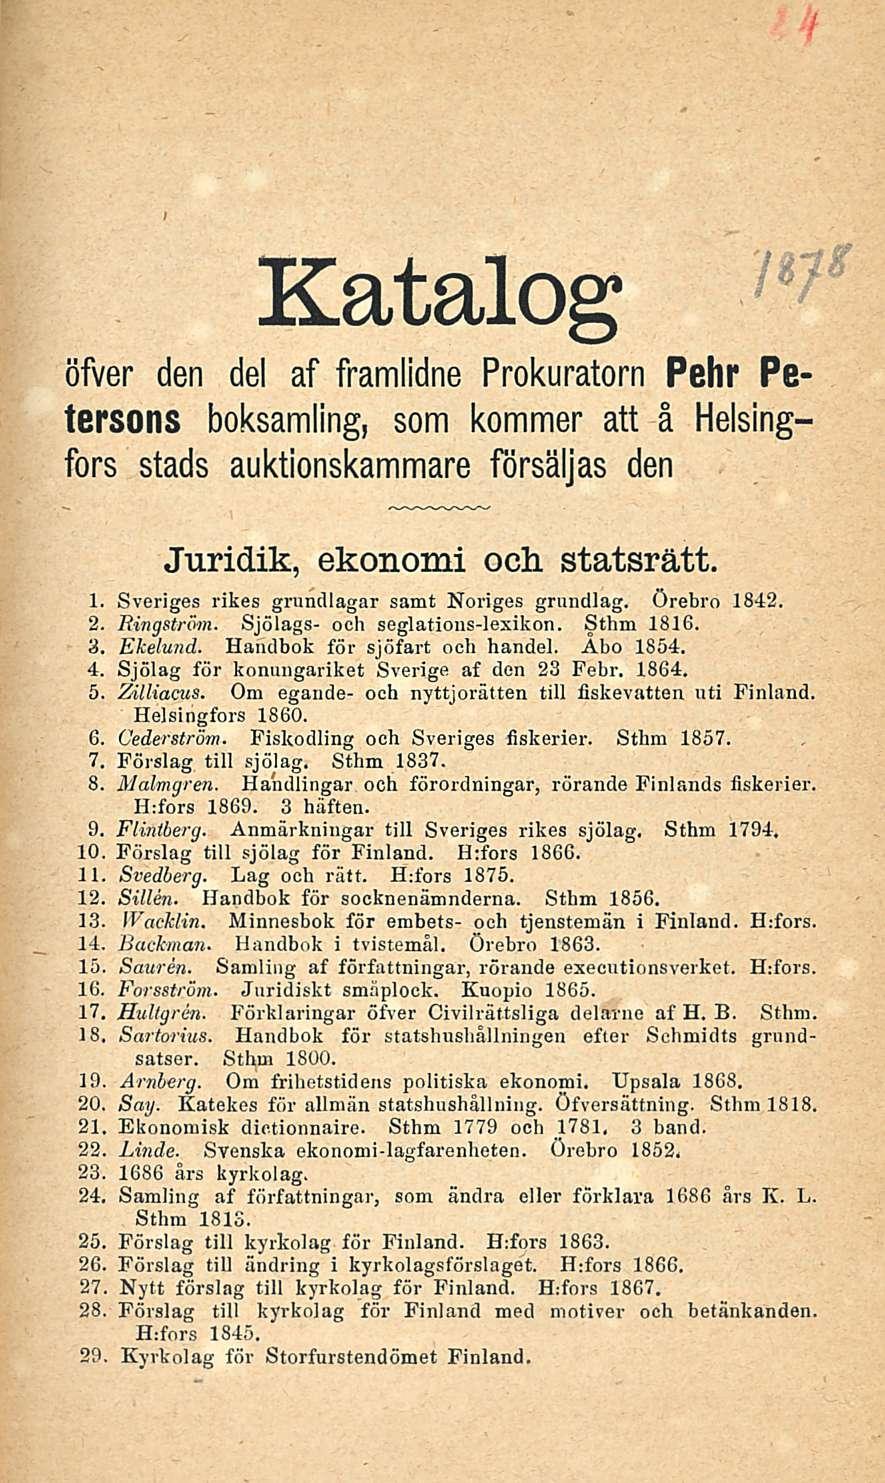 4
1878
Katalog
öfver den del af framlidne Prokuratorn Pehr Pe-
tersons boksamling, som kommer att å Helsing-
fors stads auktionskammare försäljas den
Juridik, ekonomi och statsrätt.
1. Sveriges rikes grundlagar samt Noriges grundlag. Örebro 1842.
2. Ringström. Sjölags- och seglations-lexikon. Sthm 1816.
3. Ekelund. Handbok för sjöfart och handel. Åbo 1854.
4. Sjölag för konungariket Sverige af den 23 Febr. 1864.
5. Zilliacus. Om egande- och nyttjorätten till fiskevatten uti Finland.
Helsingfors 1860.
6. Cederström. Fiskodling och Sveriges fiskerier. Sthm 1857.
7. Förslag till sjölag. Sthm 1837.
8. Malmgren. Handlingar och förordningar, rörande Finlands fiskerier.
H:fors 1869. 3 häften.
9. Flintberg. Anmärkningar till Sveriges rikes sjölag. Sthm 1794.
10. Förslag till sjölag för Finland. H:fors 1866.
11. Svedberg. Lag och rätt. H:fors 1875.
12. Sillén. Handbok för socknenämnderna. Sthm 1856.
13. Wacklin. Minnesbok för embets- och tjenstemän i Finland. H:fors.
14. Backman. Handbok i tvistemål. Örebro 1863.
15. Saurén. Samling af författningar, rörande executionsverket. H:fors.
16. Forsström. Juridiskt småplock. Kuopio 1865.
17. Hultgrén. Förklaringar öfver Civilrättsliga delarne af H. B. Sthm.
18. Sartorius. Handbok för statshushållningen efter Schmidts grund-
satser. Sthm 1800.
19. Arnberg. Om frihetstidens politiska ekonomi. Upsala 1868.
20. Say. Katekes för allmän statshushållning. Öfversättning. Sthm 1818.
21. Ekonomisk dictionnaire. Sthm 1779 och 1781. 3 band.
22. Linde. Svenska ekonomi-lagfarenheten. Örebro 1852.
23. 1686 års kyrkolag.
24. Samling af författningar, som ändra eller förklara 1686 års K. L.
Sthm 1813.
25. Förslag till kyrkolag för Finland. H:fors 1863.
26. Förslag till ändring i kyrkolagsförslaget. H:fors 1866.
27. Nytt förslag till kyrkolag för Finland. H:fors 1867.
28. Förslag till kyrkolag för Finland med motiver och betänkanden.
H:fors 1845.
29. Kyrkolag för Storfurstendömet Finland.